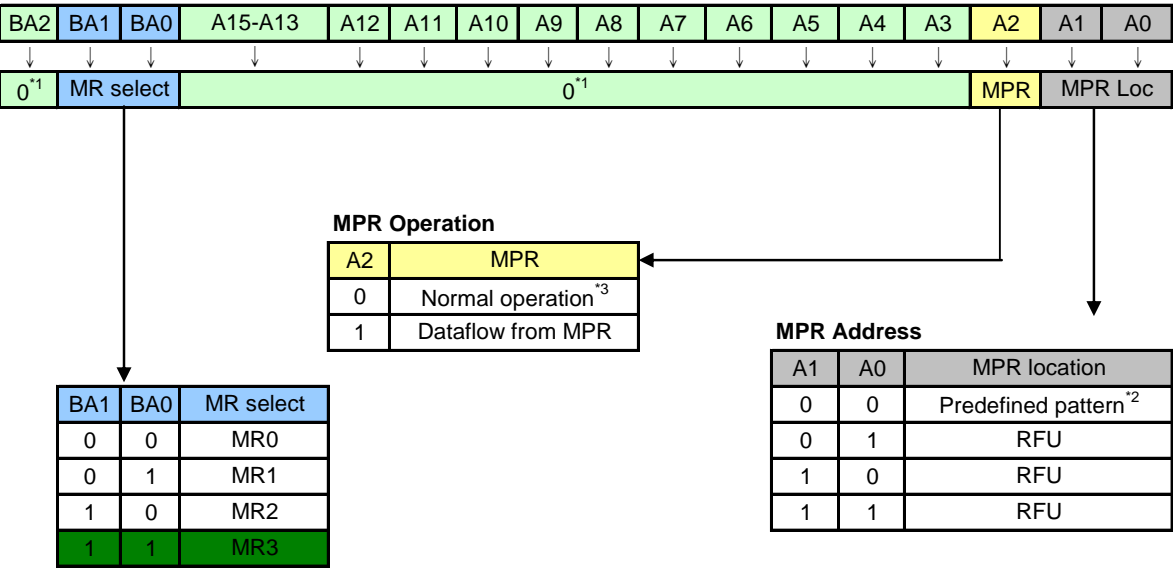 BA2 BA1 BA0 A15-A13 A12 A11 A10 A9 A8 A7 A6 A5 A4 A3 A2 A1 A0
0*1 MR select 0*1 MPR MPR Loc
MPR Operation
A2 MPR
0 Normal operation*3
1 Dataflow from MPR
MPR Address
A1 A0 MPR location
0 0 Predefined pattern*2
0 1 RFU
1 0 RFU
1 1 RFU
BA1 BA0 MR select
0 0 MR0
0 1 MR1
1 0 MR2
1 1 MR3